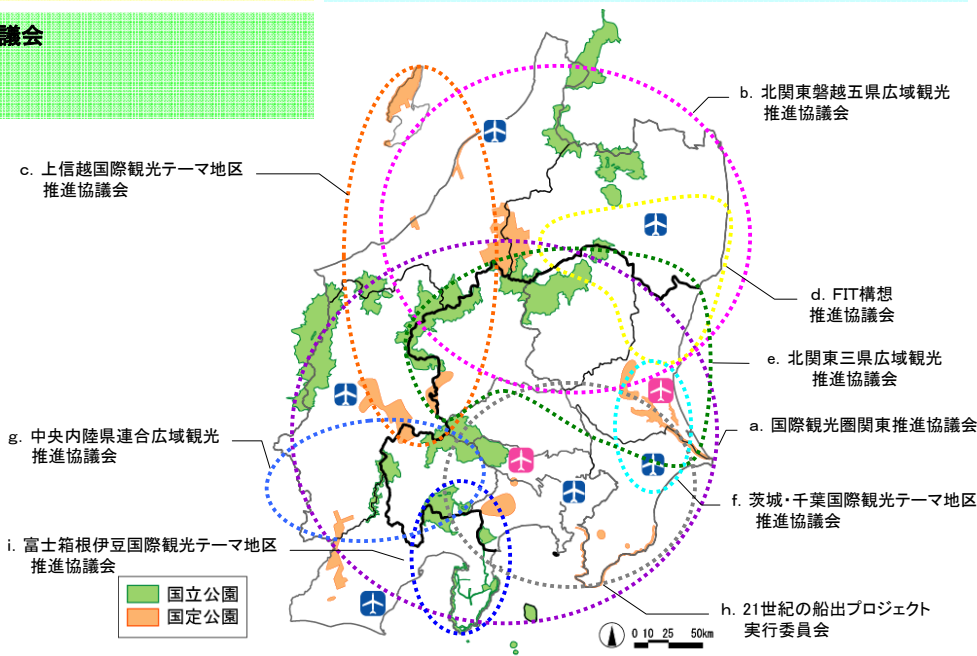 議会
b. 北関東磐越五県広域観光
推進協議会
c. 上信越国際観光テーマ地区
推進協議会
d. FIT構想
推進協議会
e. 北関東三県広域観光
推進協議会
a. 国際観光圏関東推進協議会
g. 中央内陸県連合広域観光
推進協議会
f. 茨城・千葉国際観光テーマ地区
推進協議会
i. 富士箱根伊豆国際観光テーマ地区
推進協議会
国立公園
国定公園
h. 21世紀の船出プロジェクト
実行委員会
0 10 25 50km